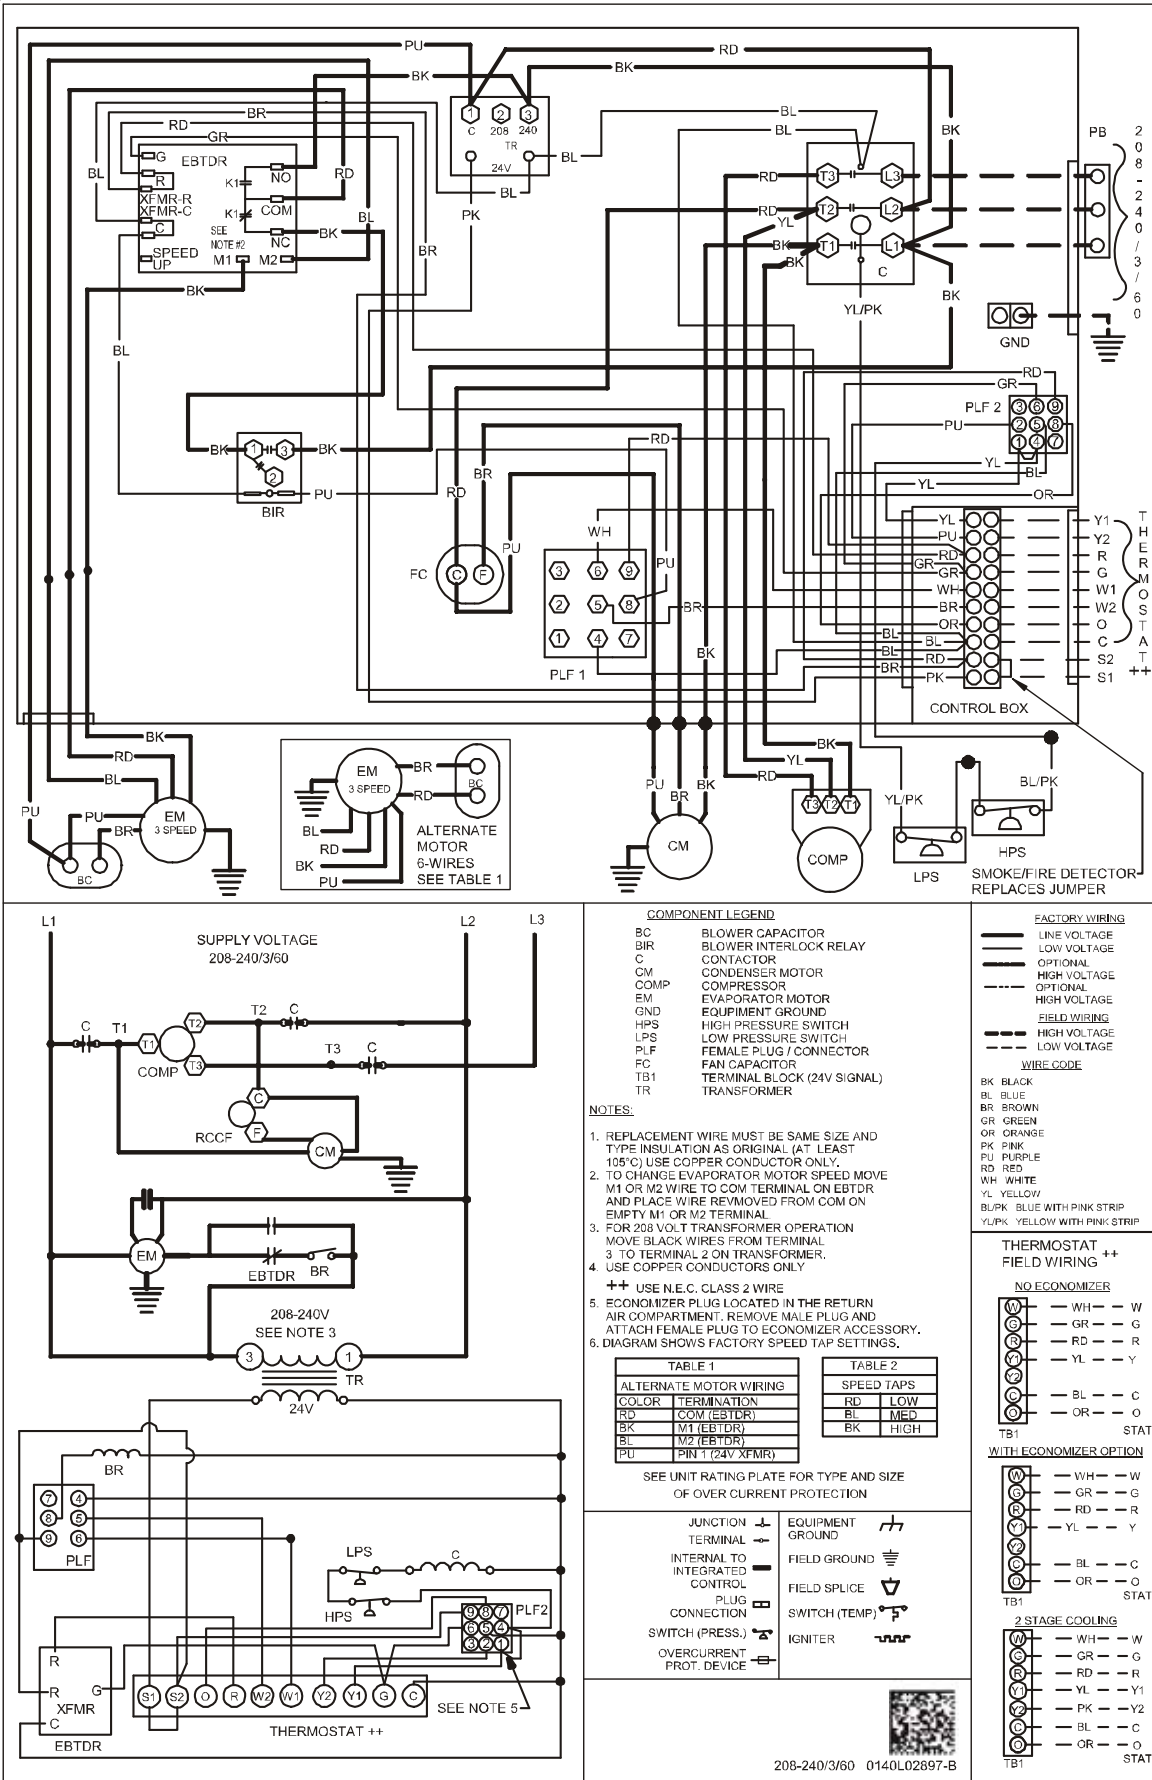 PU
RD
BK
BK
BR
RD
GR
G
EBTDR
R
XFMR-R
XFMR-C
C
SPEED
UP
K1
K1
SEE
NOTE #2
NO
COM
NC
M1
M2
BL
RD
BL
BK
BK
BL
1
2
3
C
208
240
TR
24V
BL
BL
PK
BR
BL
BL
BK
RD
T3
L3
RD
T2
L2
YL
BK
T1
L1
BK
C
YL/PK
BK
PB
208-240/3/60
GND
RD
GR
PLF 2
3 6 9
2 5 8
1 4 7
PU
YL
BL
YL
OR
BK
1
3
2
BK
PU
BIR
RD
BR
RD
WH
PU
PU
FC
C
F
3 6 9
2 5 8
1 4 7
PLF 1
BR
BK
YL
PU
RD
GR
GR
WH
BR
OR
BL
BL
BL
RD
BR
PK
Y1
Y2
R
G
W1
W2
O
C
S2
S1
THERMOSTAT
++
CONTROL BOX
BK
RD
BL
PU
PU
BR
EM
3 SPEED
BC
EM
3 SPEED
BR
RD
BC
BL
RD
BK
PU
ALTERNATE
MOTOR
6-WIRES
SEE TABLE 1
PU
BR
BK
CM
BK
YL
RD
T3 T2 T1
COMP
YL/PK
BL/PK
LPS
HPS
SMOKE/FIRE DETECTOR
REPLACES JUMPER
L1
L2
L3
SUPPLY VOLTAGE
208-240/3/60
C
T1
T1
T2
T3
COMP
T2
C
T3
C
C
RCCF
F
CM
EM
EBTDR
BR
208-240V
SEE NOTE 3
3
1
TR
24V
BR
7 4
8 5
9 6
PLF
LPS
C
HPS
9 8 7
6 5 4
3 2 1
PLF2
R
R
G
XFMR
C
EBTDR
S1 S2 O R W2 W1 Y2 Y1 G C
SEE NOTE 5
THERMOSTAT ++
COMPONENT LEGEND
BC BLOWER CAPACITOR
BIR BLOWER INTERLOCK RELAY
C CONTACTOR
CM CONDENSER MOTOR
COMP COMPRESSOR
EM EVAPORATOR MOTOR
GND EQUPIMENT GROUND
HPS HIGH PRESSURE SWITCH
LPS LOW PRESSURE SWITCH
PLF FEMALE PLUG / CONNECTOR
FC FAN CAPACITOR
TB1 TERMINAL BLOCK (24V SIGNAL)
TR TRANSFORMER
NOTES:
1. REPLACEMENT WIRE MUST BE SAME SIZE AND
TYPE INSULATION AS ORIGINAL (AT LEAST
105°C) USE COPPER CONDUCTOR ONLY.
2. TO CHANGE EVAPORATOR MOTOR SPEED MOVE
M1 OR M2 WIRE TO COM TERMINAL ON EBTDR
AND PLACE WIRE REVMOVED FROM COM ON
EMPTY M1 OR M2 TERMINAL
3. FOR 208 VOLT TRANSFORMER OPERATION
MOVE BLACK WIRES FROM TERMINAL
3 TO TERMINAL 2 ON TRANSFORMER.
4. USE COPPER CONDUCTORS ONLY
++ USE N.E.C. CLASS 2 WIRE
5. ECONOMIZER PLUG LOCATED IN THE RETURN
AIR COMPARTMENT. REMOVE MALE PLUG AND
ATTACH FEMALE PLUG TO ECONOMIZER ACCESSORY.
6. DIAGRAM SHOWS FACTORY SPEED TAP SETTINGS.
TABLE 1
ALTERNATE MOTOR WIRING
COLOR TERMINATION
RD COM (EBTDR)
BK M1 (EBTDR)
BL M2 (EBTDR)
PU PIN 1 (24V XFMR)
TABLE 2
SPEED TAPS
RD LOW
BL MED
BK HIGH
SEE UNIT RATING PLATE FOR TYPE AND SIZE
OF OVER CURRENT PROTECTION
JUNCTION
TERMINAL
INTERNAL TO
INTEGRATED
CONTROL
PLUG
CONNECTION
SWITCH (PRESS.)
OVERCURRENT
PROT. DEVICE
EQUIPMENT
GROUND
FIELD GROUND
FIELD SPLICE
SWITCH (TEMP)
IGNITER
208-240/3/60 0140L02897-B
FACTORY WIRING
LINE VOLTAGE
LOW VOLTAGE
OPTIONAL
HIGH VOLTAGE
OPTIONAL
HIGH VOLTAGE
FIELD WIRING
HIGH VOLTAGE
LOW VOLTAGE
WIRE CODE
BK BLACK
BL BLUE
BR BROWN
GR GREEN
OR ORANGE
PK PINK
PU PURPLE
RD RED
WH WHITE
YL YELLOW
BL/PK BLUE WITH PINK STRIP
YL/PK YELLOW WITH PINK STRIP
THERMOSTAT ++
FIELD WIRING
NO ECONOMIZER
W WH W
G GR G
R RD R
Y1 YL Y
Y2
C BL C
O OR O
TB1 STAT
WITH ECONOMIZER OPTION
W WH W
G GR G
R RD R
Y1 YL Y
Y2
C BL C
O OR O
TB1 STAT
2 STAGE COOLING
W WH W
G GR G
R RD R
Y1 YL Y1
Y2 PK Y2
C BL C
O OR O
TB1 STAT